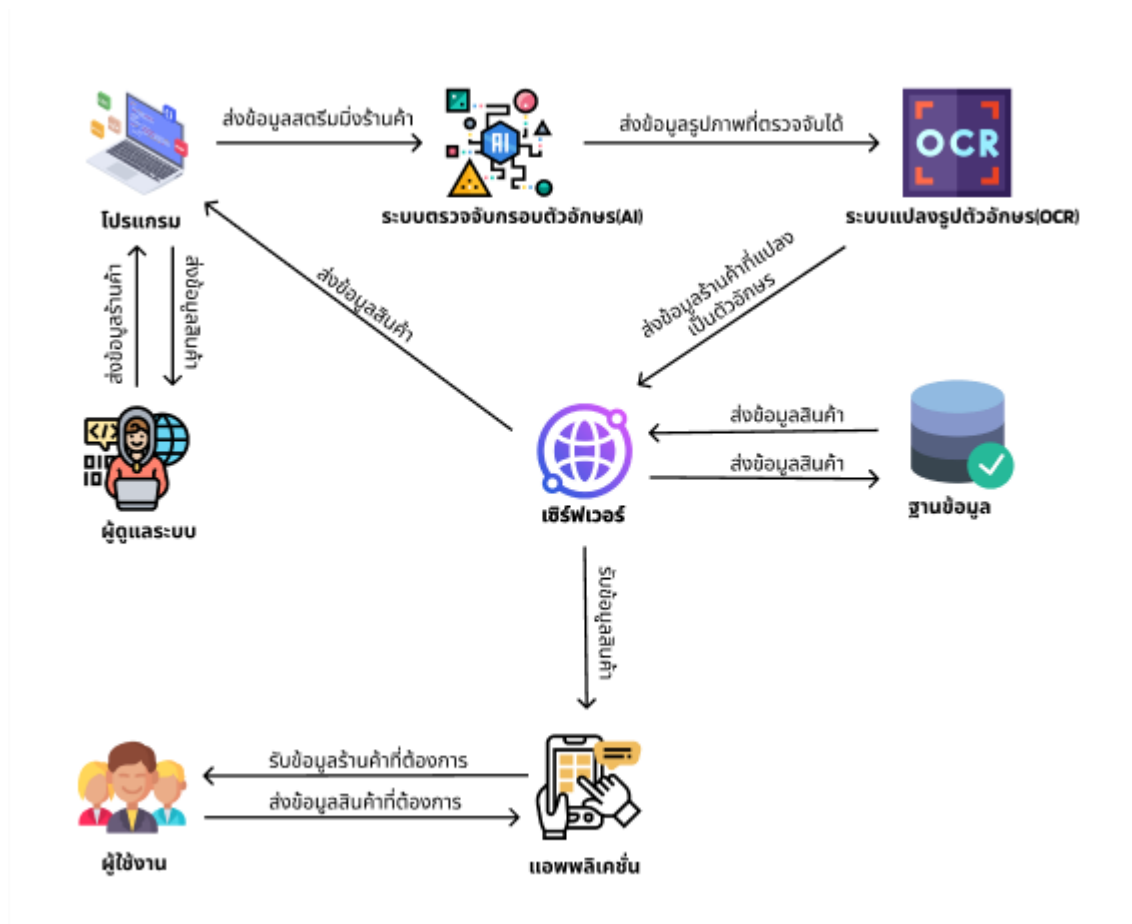 ส่งข้อมูลสตรีมมิ่งร้านค้า
ส่งข้อมูลรูปภาพที่ตรวจจับได้
AI
OCR
โปรแกรม
ระบบตรวจจับกรอบตัวอักษร(AI)
ระบบแปลงรูปตัวอักษร(OCR)
ส่งข้อมูลร้านค้า
ส่งข้อมูลสินค้า
ส่งข้อมูลสินค้า
ส่งข้อมูลร้านค้าที่แปลง
เป็นตัวอักษร
ส่งข้อมูลสินค้า
ส่งข้อมูลสินค้า
</>
เซิร์ฟเวอร์
ฐานข้อมูล
ผู้ดูแลระบบ
รับข้อมูลสินค้า
รับข้อมูลร้านค้าที่ต้องการ
ส่งข้อมูลสินค้าที่ต้องการ
ผู้ใช้งาน
แอพพลิเคชั่น